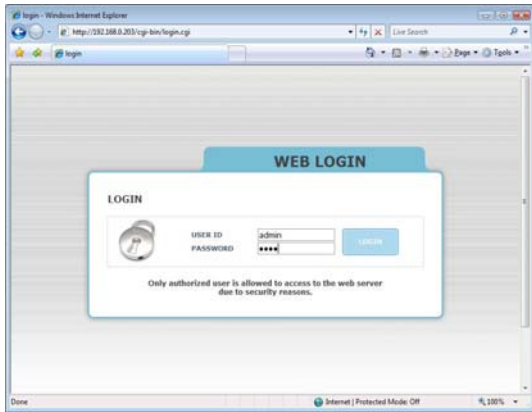 login - Windows Internet Explorer
http://192.168.0.203/cgi-bin/login.cgi
Live Search
login
Page
Tools
WEB LOGIN
LOGIN
USER ID admin
PASSWORD ••••
LOGIN
Only authorized user is allowed to access to the web server
due to security reasons.
Done
Internet | Protected Mode: Off
100%